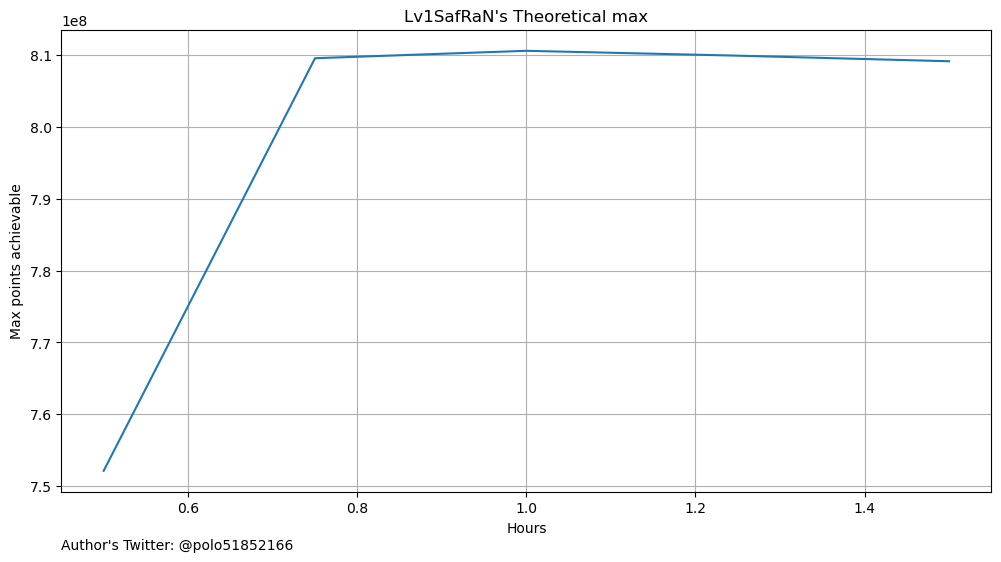 Lv1SafRaN's Theoretical max
1e8
8.1
8.0
7.9
7.8
7.7
7.6
7.5
Max points achievable
0.6 0.8 1.0 1.2 1.4
Hours
Author's Twitter: @polo51852166